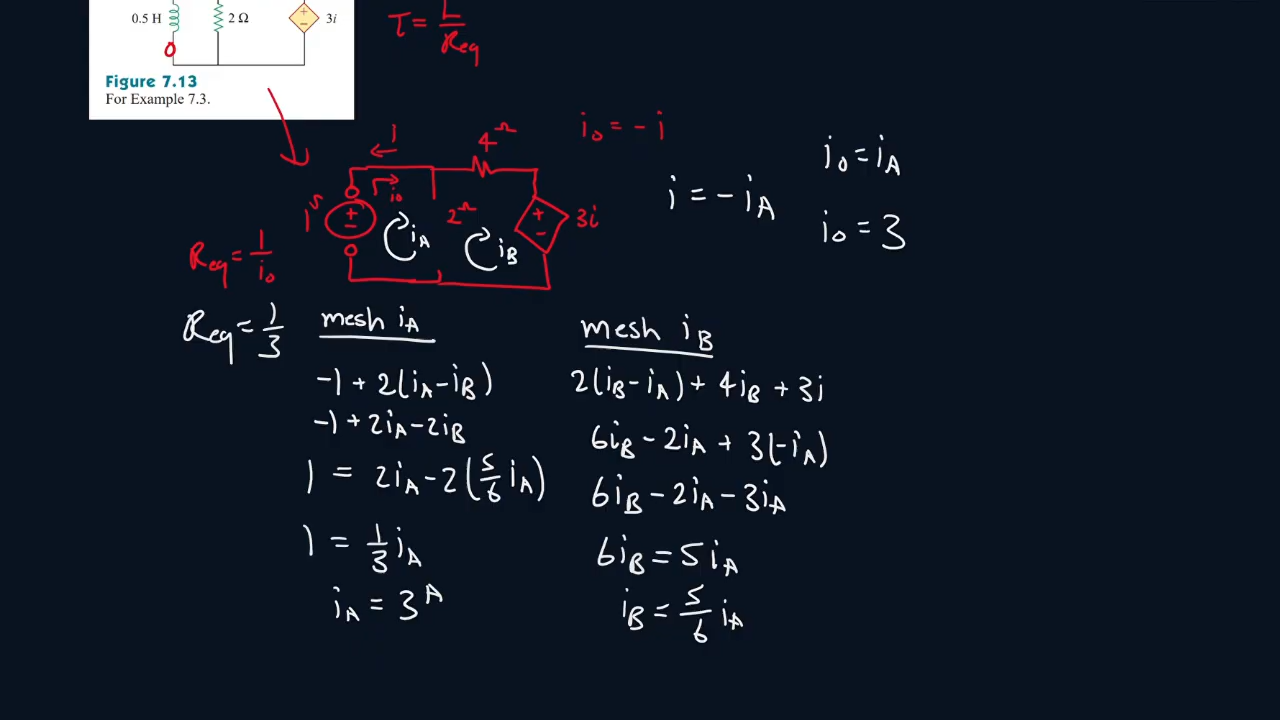 0.5 H 2 Ω + − 3i
τ = L/Req
Figure 7.13
For Example 7.3.
i₀ = -i
i₀ = iA
i = -iA
i₀ = 3
i 4Ω
i₀
1V + − 2Ω + − 3i
iA iB
Req = 1/i₀
Req = 1/3
mesh iA
-1 + 2(iA - iB)
-1 + 2iA - 2iB
1 = 2iA - 2(5/6 iA)
1 = 1/3 iA
iA = 3A
mesh iB
2(iB - iA) + 4iB + 3i
6iB - 2iA + 3(-iA)
6iB - 2iA - 3iA
6iB = 5iA
iB = 5/6 iA